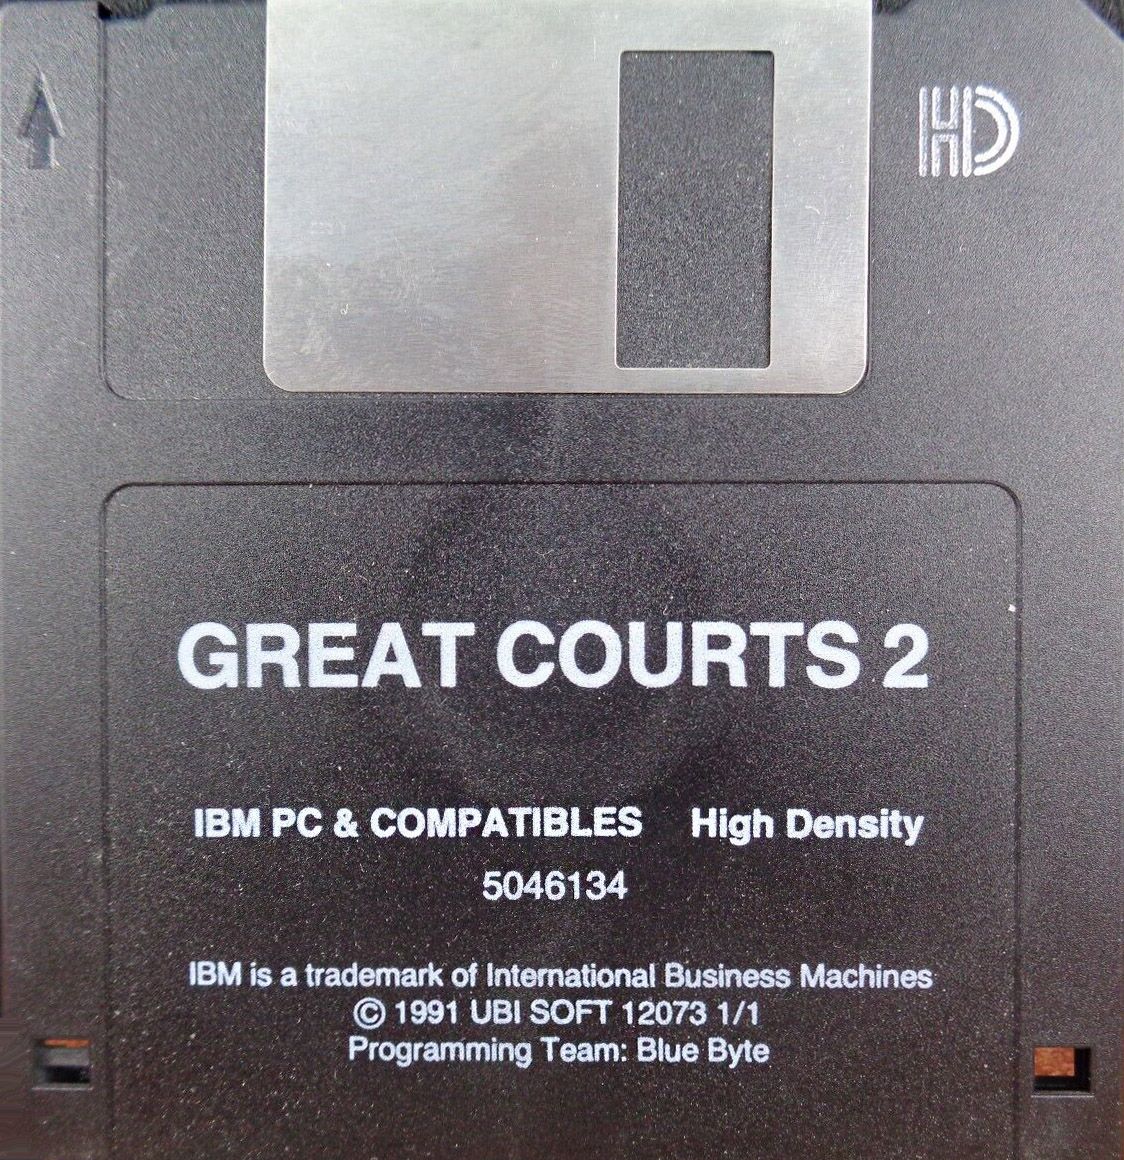 HD
GREAT COURTS 2
IBM PC & COMPATIBLES High Density
5046134
IBM is a trademark of International Business Machines
© 1991 UBI SOFT 12073 1/1
Programming Team: Blue Byte